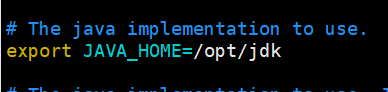 # The java implementation to use.
export JAVA_HOME=/opt/jdk